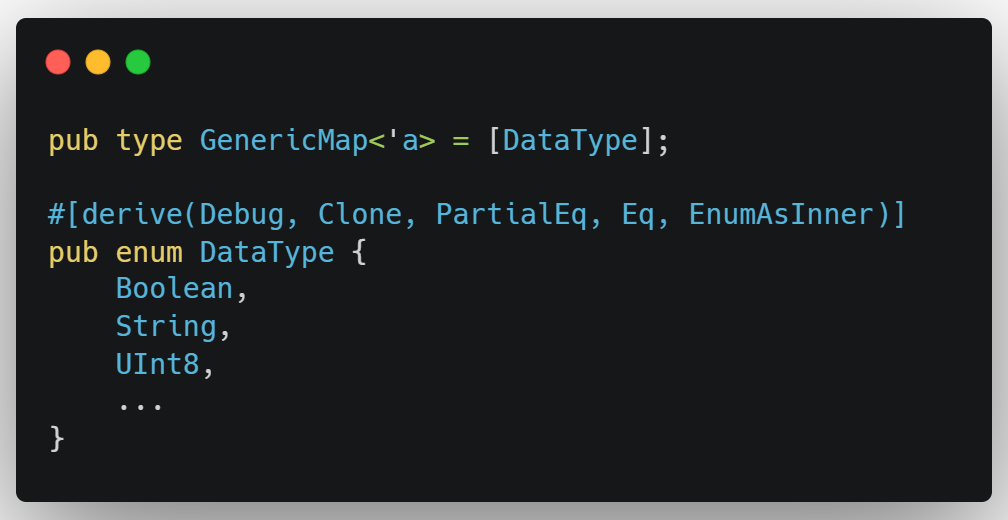 pub type GenericMap<'a> = [DataType];
#[derive(Debug, Clone, PartialEq, Eq, EnumAsInner)]
pub enum DataType {
    Boolean,
    String,
    UInt8,
    ...
}